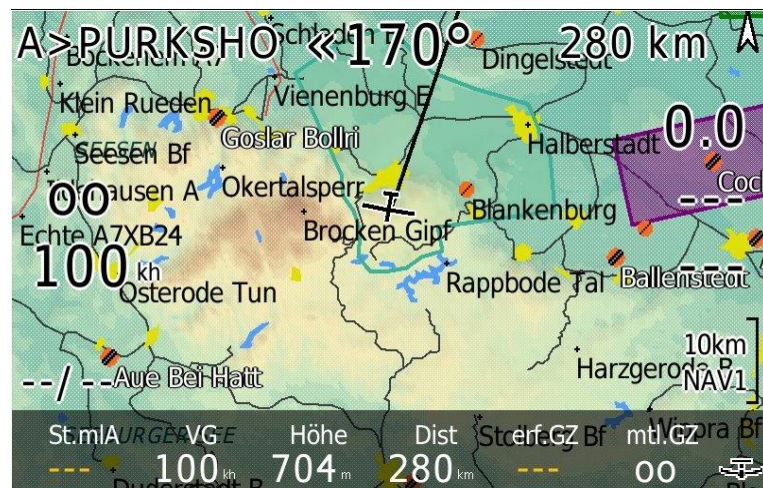 A>PURKSHO «170° 280 km
Dingelstedt
Klein Rueden
Vienenburg E
Goslar Bollri
Halberstadt
0.0
Seesen Bf
Okertalsperr
oo
Brocken Gipf
Blankenburg
---
Echte A7XB24
100 kh
Osterode Tun
Rappbode Tal
Ballenstedt
---
10km
NAV1
Harzgerode B
--/--
Aue Bei Hatt
St.mlA VG Höhe Dist erf.GZ mtl.GZ
Stolberg Bf
--- 100 kh 704 m 280 km --- oo